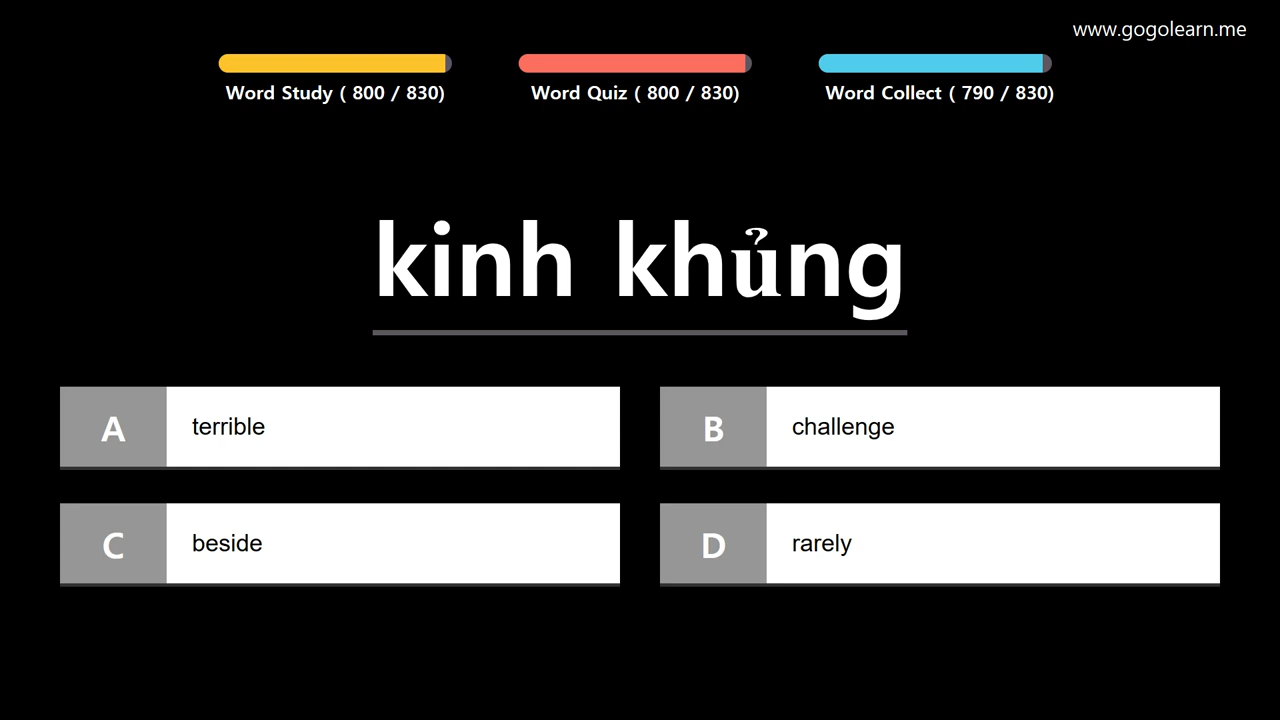 www.gogolearn.me
Word Study ( 800 / 830)
Word Quiz ( 800 / 830)
Word Collect ( 790 / 830)
kinh khủng
A terrible
B challenge
C beside
D rarely